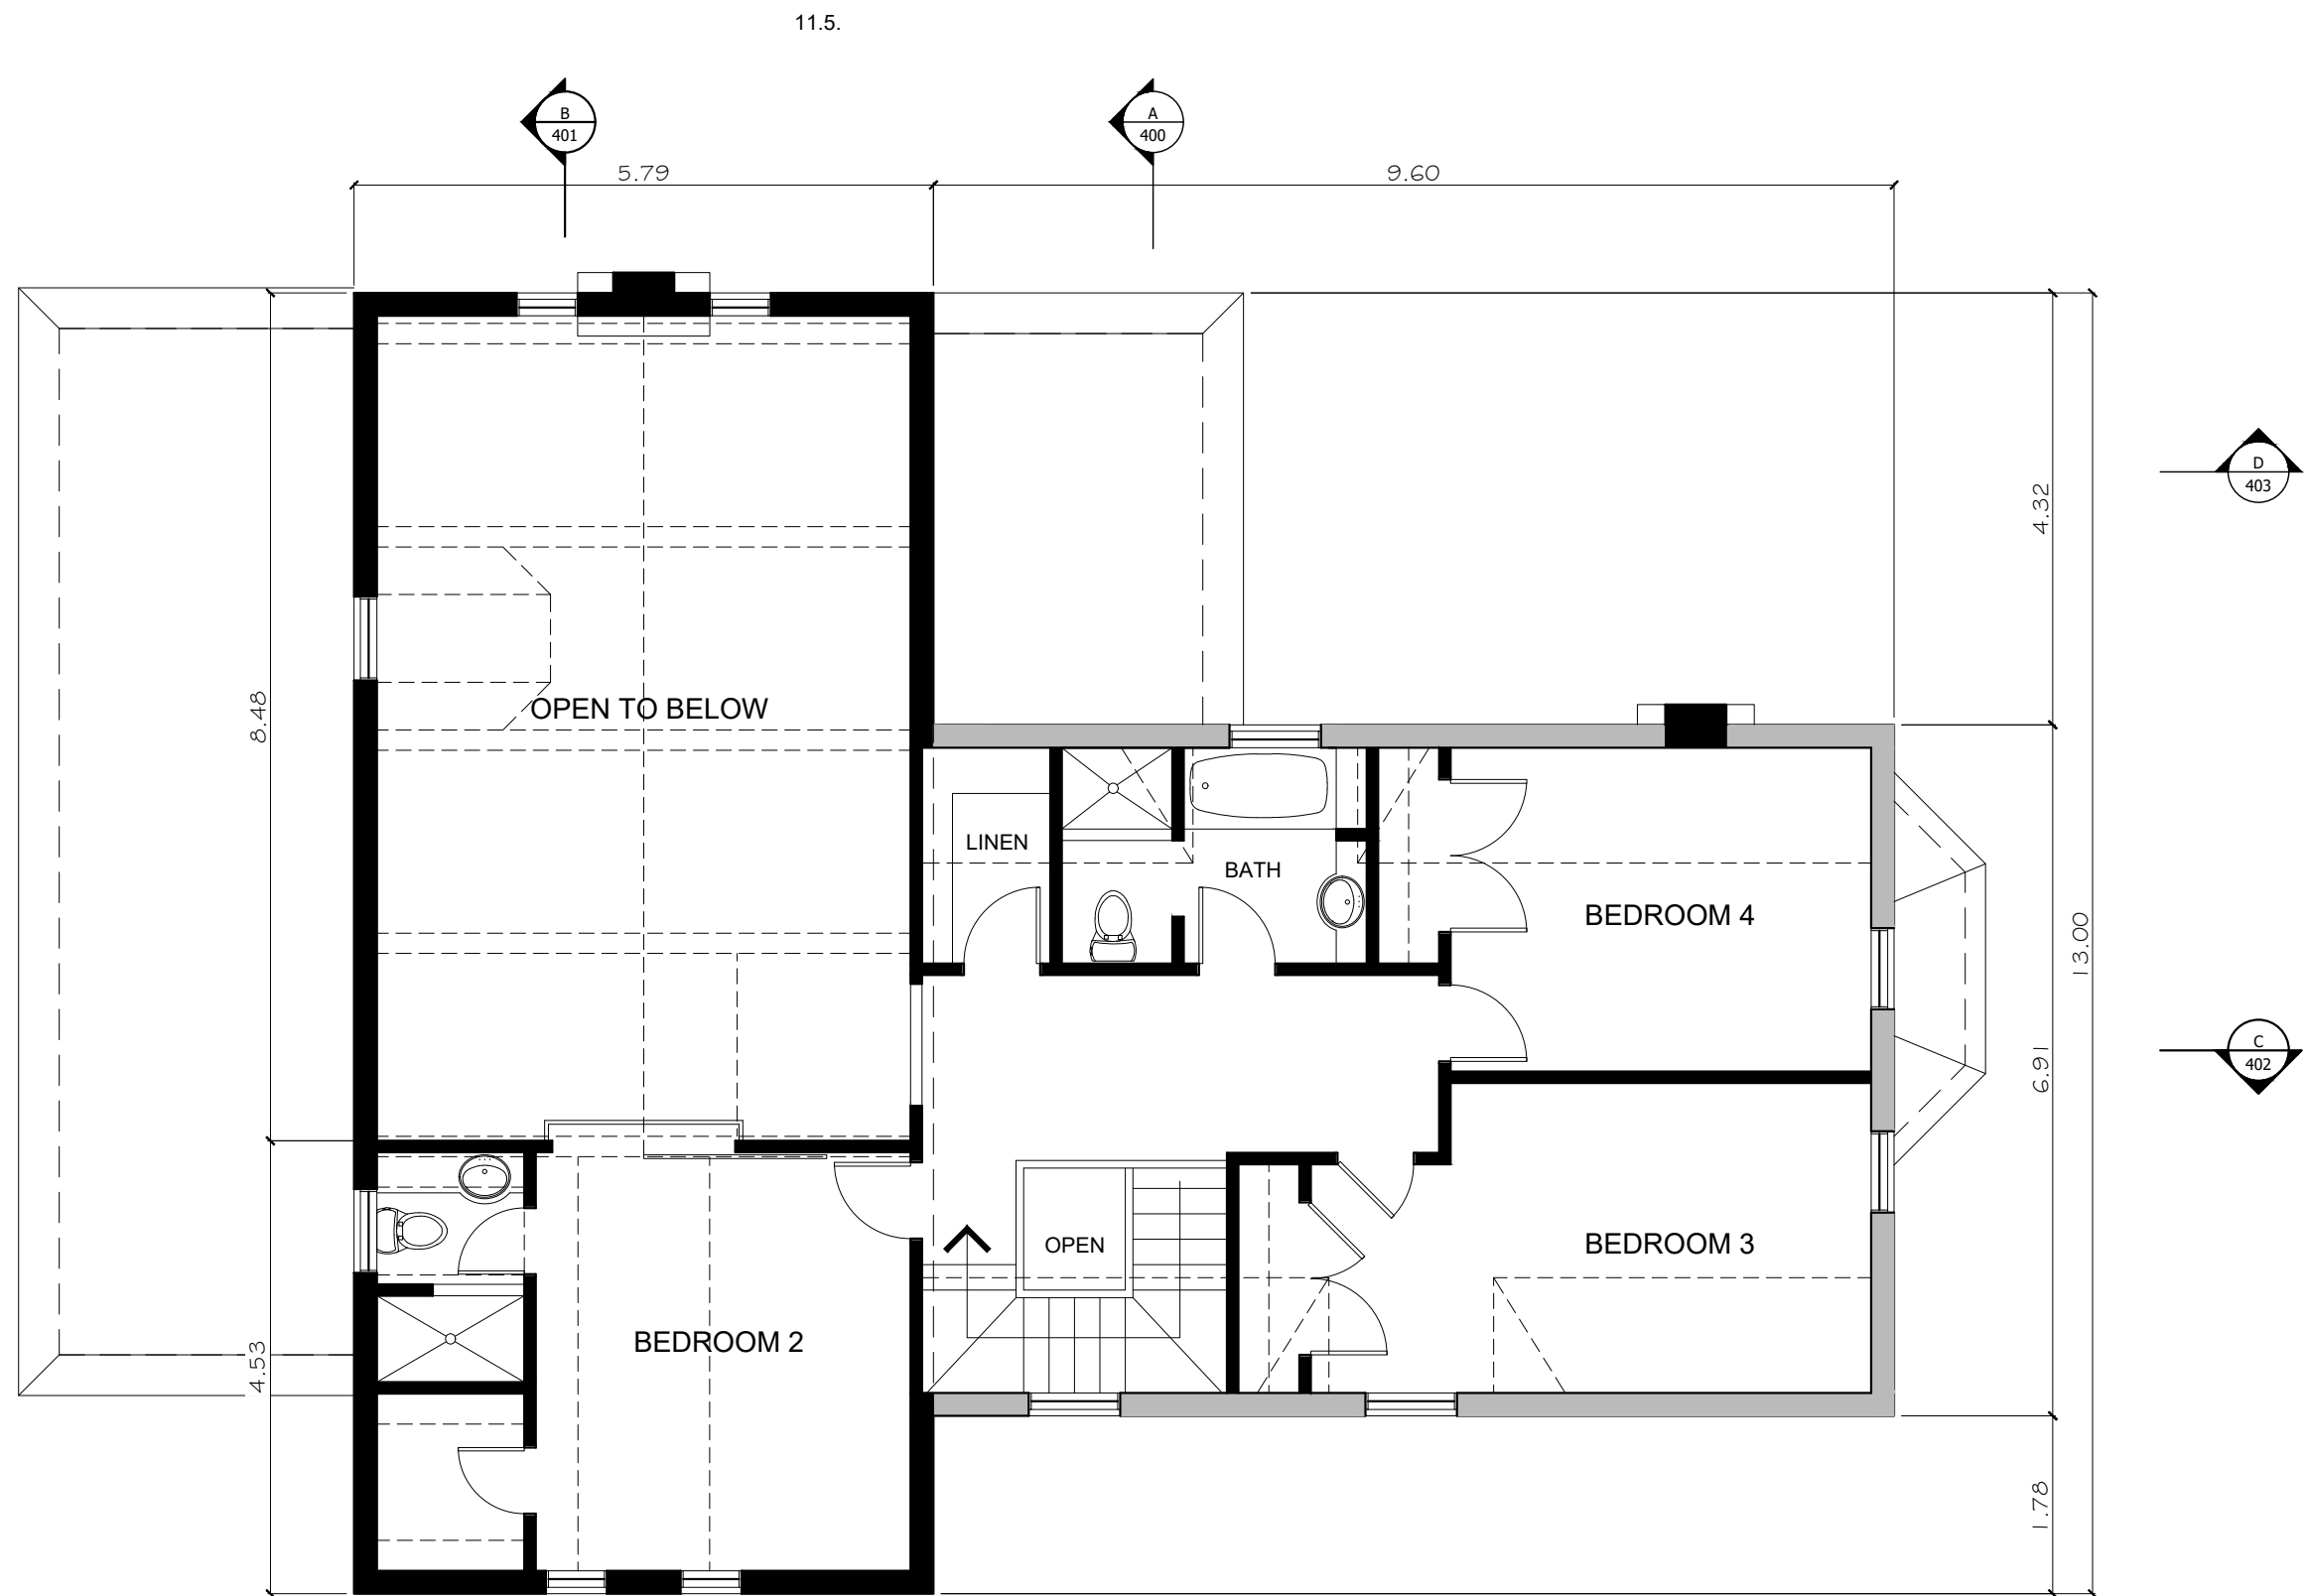 11.5.
B
401
A
400
5.79
9.60
D
403
4.32
8.48
OPEN TO BELOW
LINEN
BATH
BEDROOM 4
13.00
C
402
6.91
OPEN
BEDROOM 3
BEDROOM 2
4.53
1.78